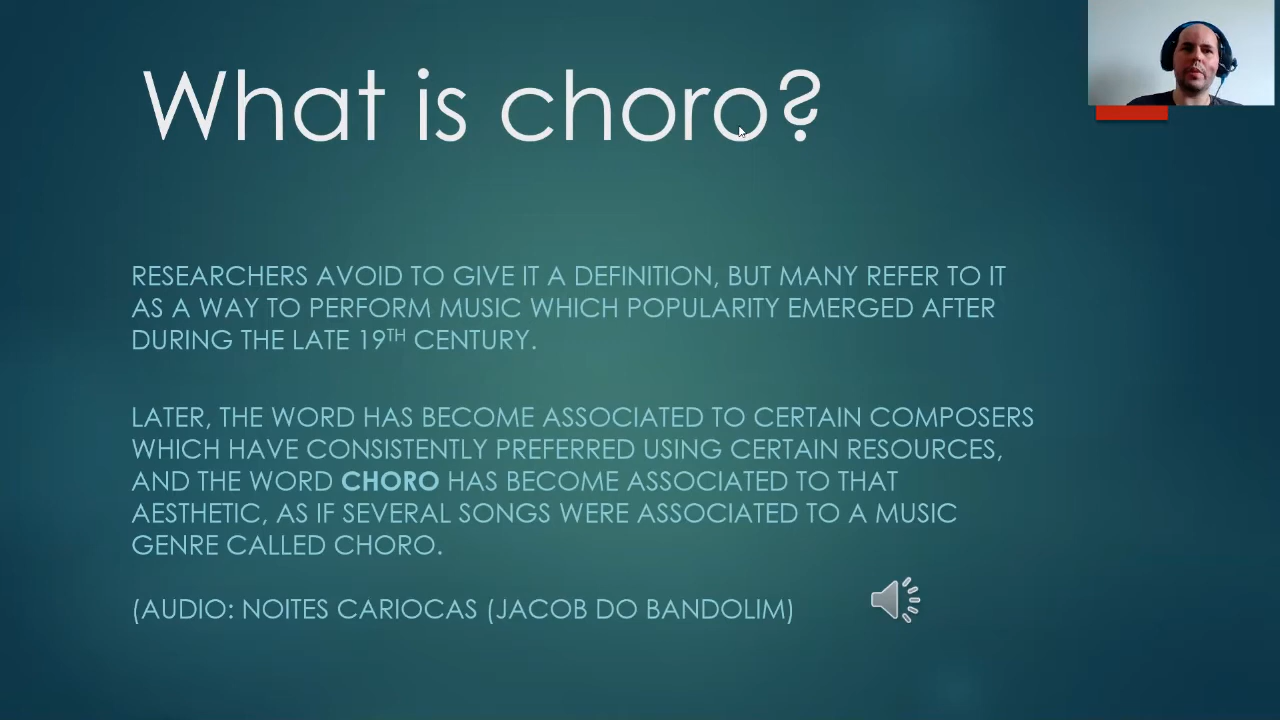 What is choro?
RESEARCHERS AVOID TO GIVE IT A DEFINITION, BUT MANY REFER TO IT
AS A WAY TO PERFORM MUSIC WHICH POPULARITY EMERGED AFTER
DURING THE LATE 19TH CENTURY.
LATER, THE WORD HAS BECOME ASSOCIATED TO CERTAIN COMPOSERS
WHICH HAVE CONSISTENTLY PREFERRED USING CERTAIN RESOURCES,
AND THE WORD CHORO HAS BECOME ASSOCIATED TO THAT
AESTHETIC, AS IF SEVERAL SONGS WERE ASSOCIATED TO A MUSIC
GENRE CALLED CHORO.
(AUDIO: NOITES CARIOCAS (JACOB DO BANDOLIM)